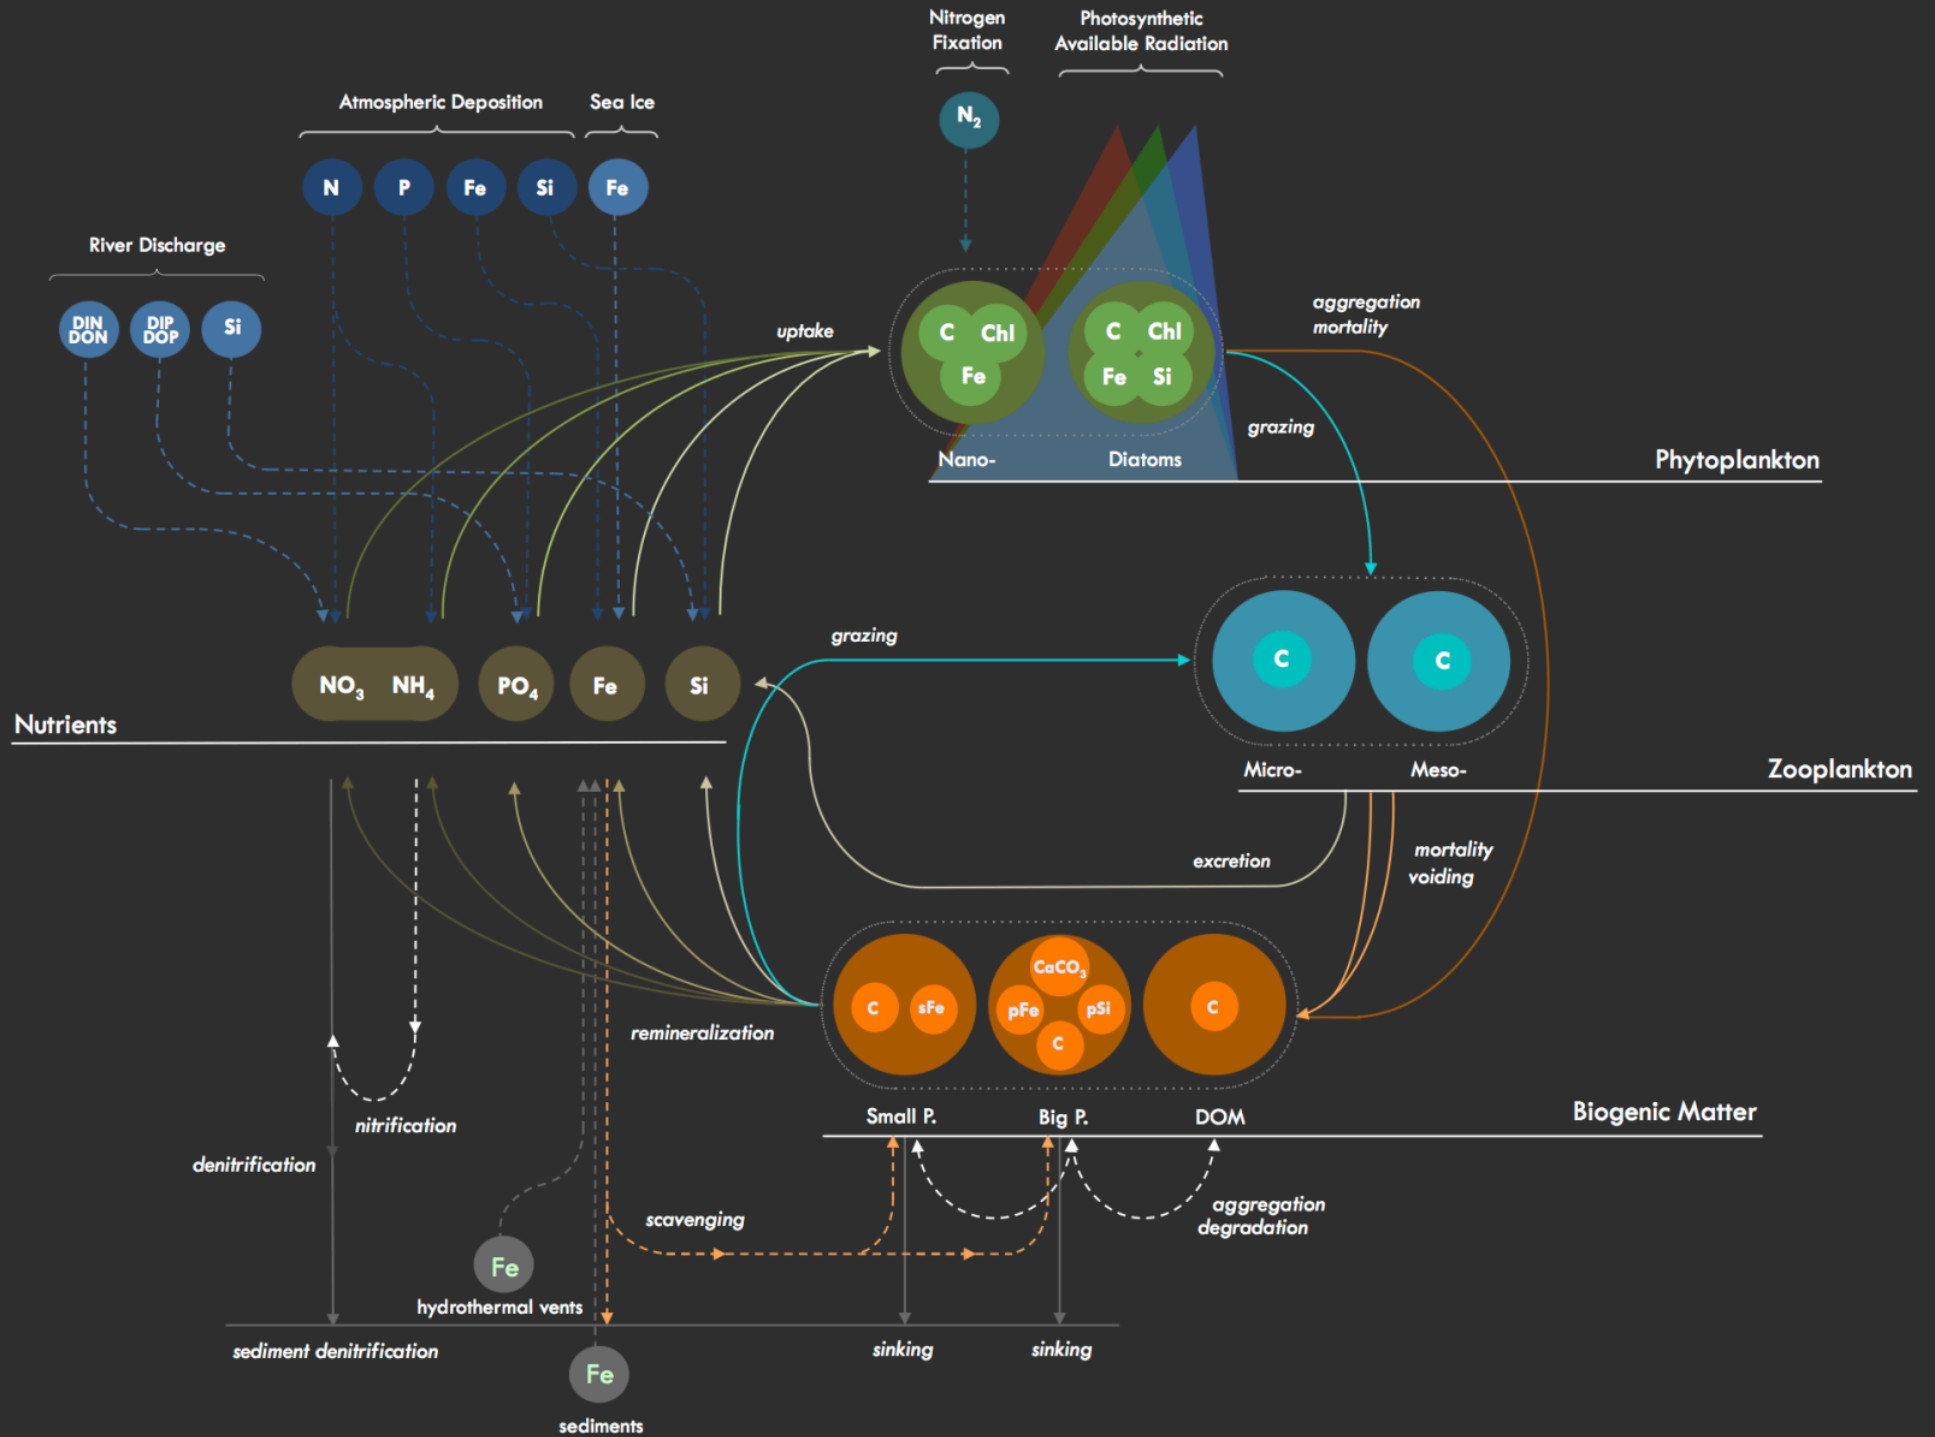 Nitrogen
Fixation
Photosynthetic
Available Radiation
N2
Atmospheric Deposition
Sea Ice
N
P
Fe
Si
Fe
River Discharge
DIN
DON
DIP
DOP
Si
uptake
C
Chl
Fe
C
Chl
Fe
Si
aggregation
mortality
grazing
Nano-
Diatoms
Phytoplankton
grazing
C
C
NO3
NH4
PO4
Fe
Si
Nutrients
Micro-
Meso-
Zooplankton
excretion
mortality
voiding
C
sFe
CaCO3
pFe
pSi
C
C
remineralization
Small P.
Big P.
DOM
Biogenic Matter
nitrification
denitrification
scavenging
aggregation
degradation
Fe
hydrothermal vents
sediment denitrification
sinking
sinking
Fe
sediments